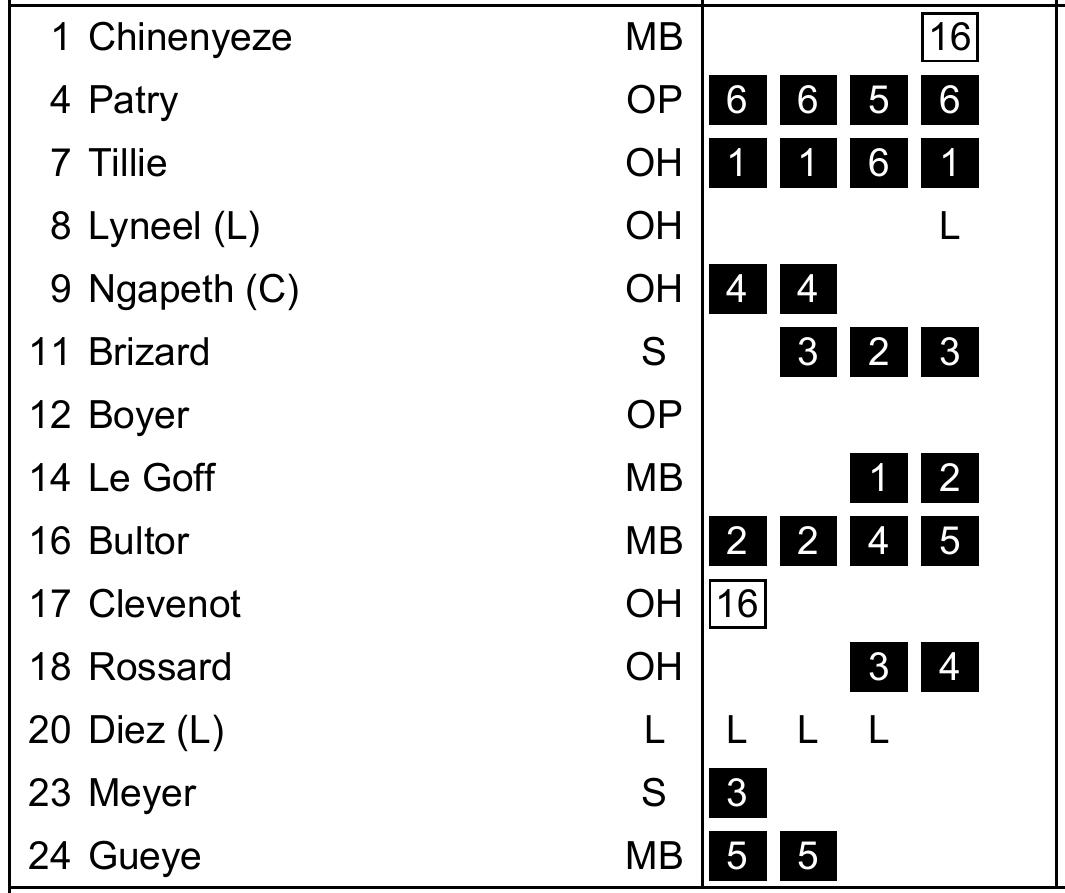 1 Chinenyeze MB 16
4 Patry OP 6 6 5 6
7 Tillie OH 1 1 6 1
8 Lyneel (L) OH L
9 Ngapeth (C) OH 4 4
11 Brizard S 3 2 3
12 Boyer OP
14 Le Goff MB 1 2
16 Bultor MB 2 2 4 5
17 Clevenot OH 16
18 Rossard OH 3 4
20 Diez (L) L L L L
23 Meyer S 3
24 Gueye MB 5 5